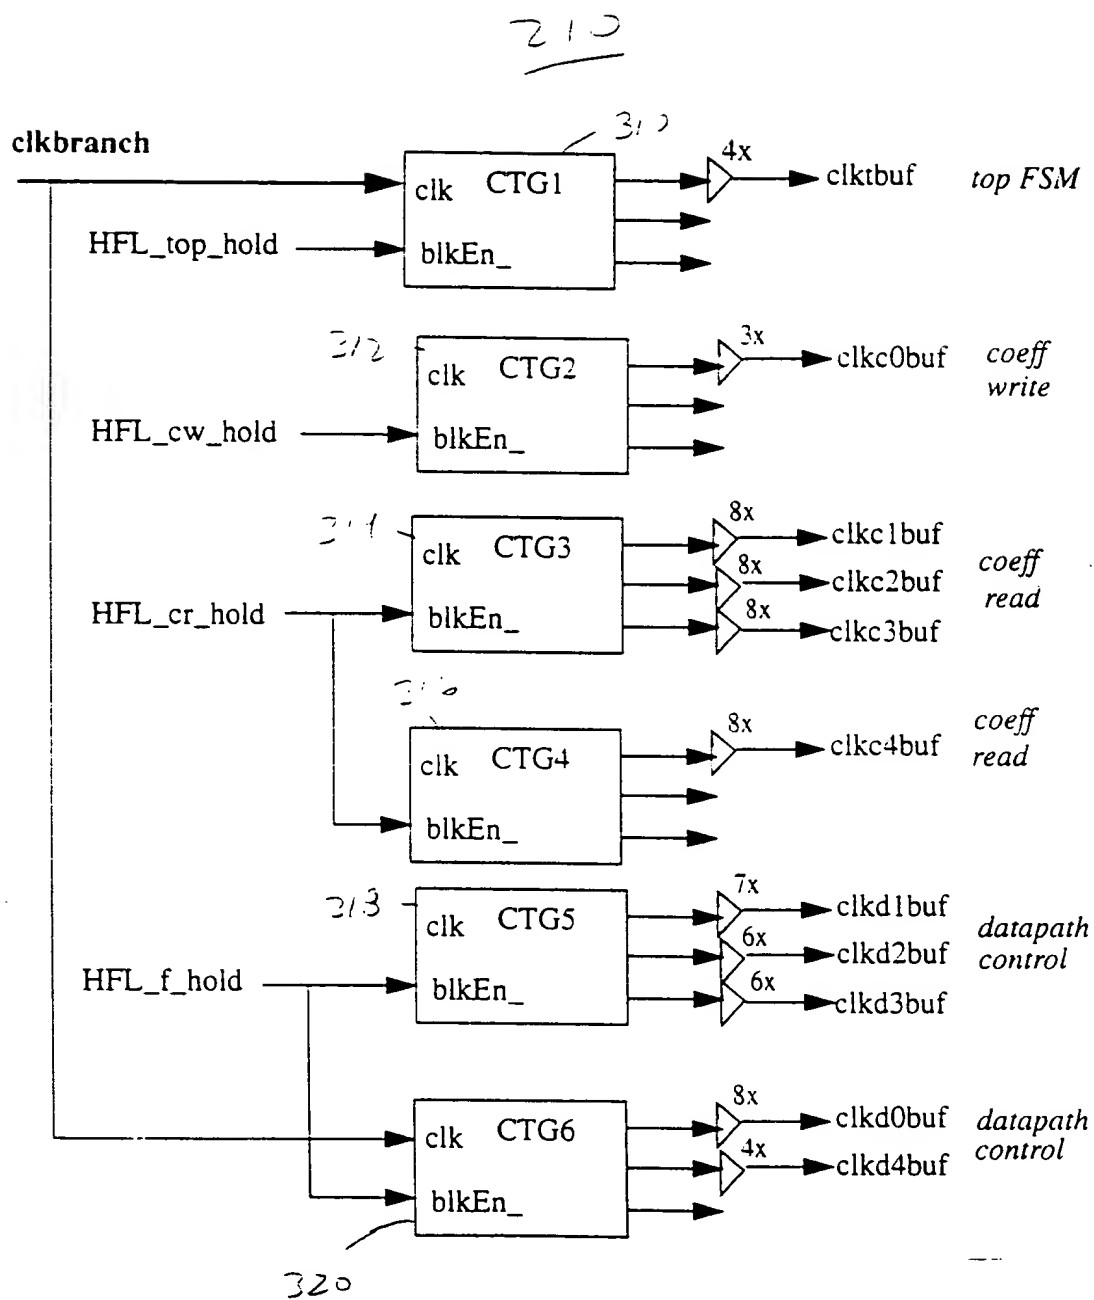 210
clkbranch
310
clk CTG1
4x
clktbuf
top FSM
HFL_top_hold
blkEn_
312
clk CTG2
3x
clkc0buf
coeff
write
HFL_cw_hold
blkEn_
314
clk CTG3
8x
clkc1buf
8x
clkc2buf
coeff
read
HFL_cr_hold
blkEn_
8x
clkc3buf
316
clk CTG4
8x
clkc4buf
coeff
read
blkEn_
318
clk CTG5
7x
clkd1buf
6x
clkd2buf
datapath
control
HFL_f_hold
blkEn_
6x
clkd3buf
clk CTG6
8x
clkd0buf
4x
clkd4buf
datapath
control
blkEn_
320